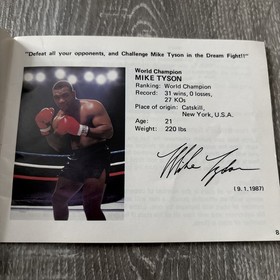 "Defeat all your opponents, and Challenge Mike Tyson in the Dream Fight!!"
World Champion
MIKE TYSON
Ranking: World Champion
Record: 31 wins, 0 losses,
27 KOs
Place of origin: Catskill,
New York, U.S.A.
Age: 21
Weight: 220 lbs
Mike Tyson
(9.1.1987)
8